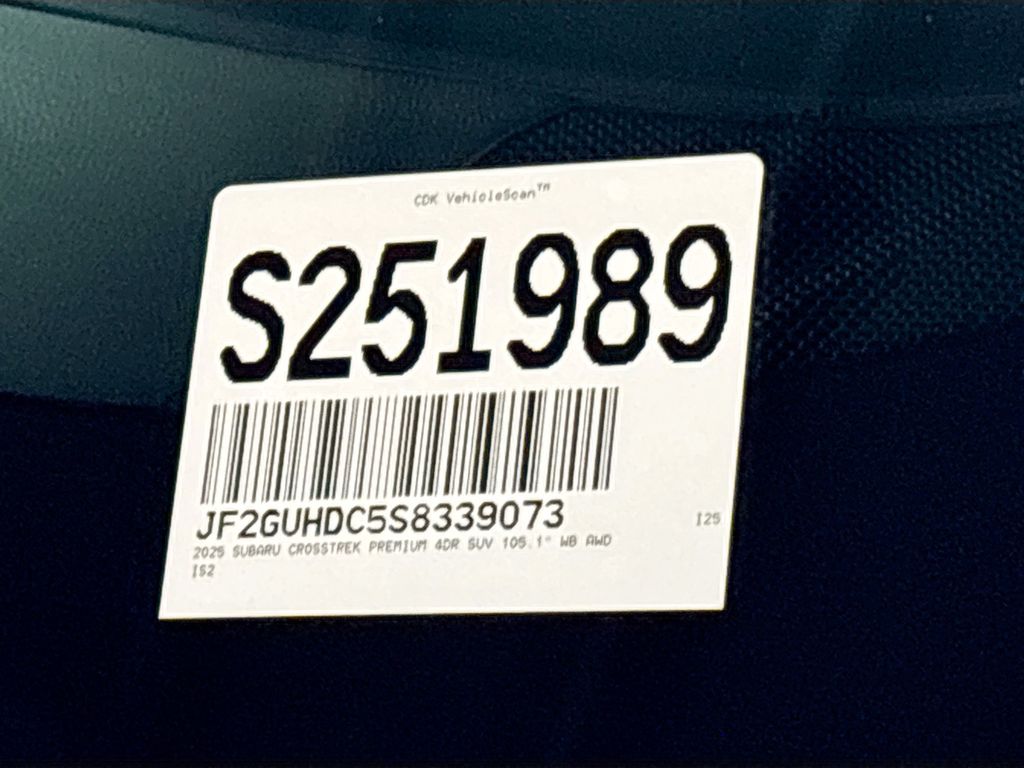 CDK VehicleScan™
S251989
JF2GUHDC5S8339073
I25
2025 SUBARU CROSSTREK PREMIUM 4DR SUV 105.1" WB AWD
IS2